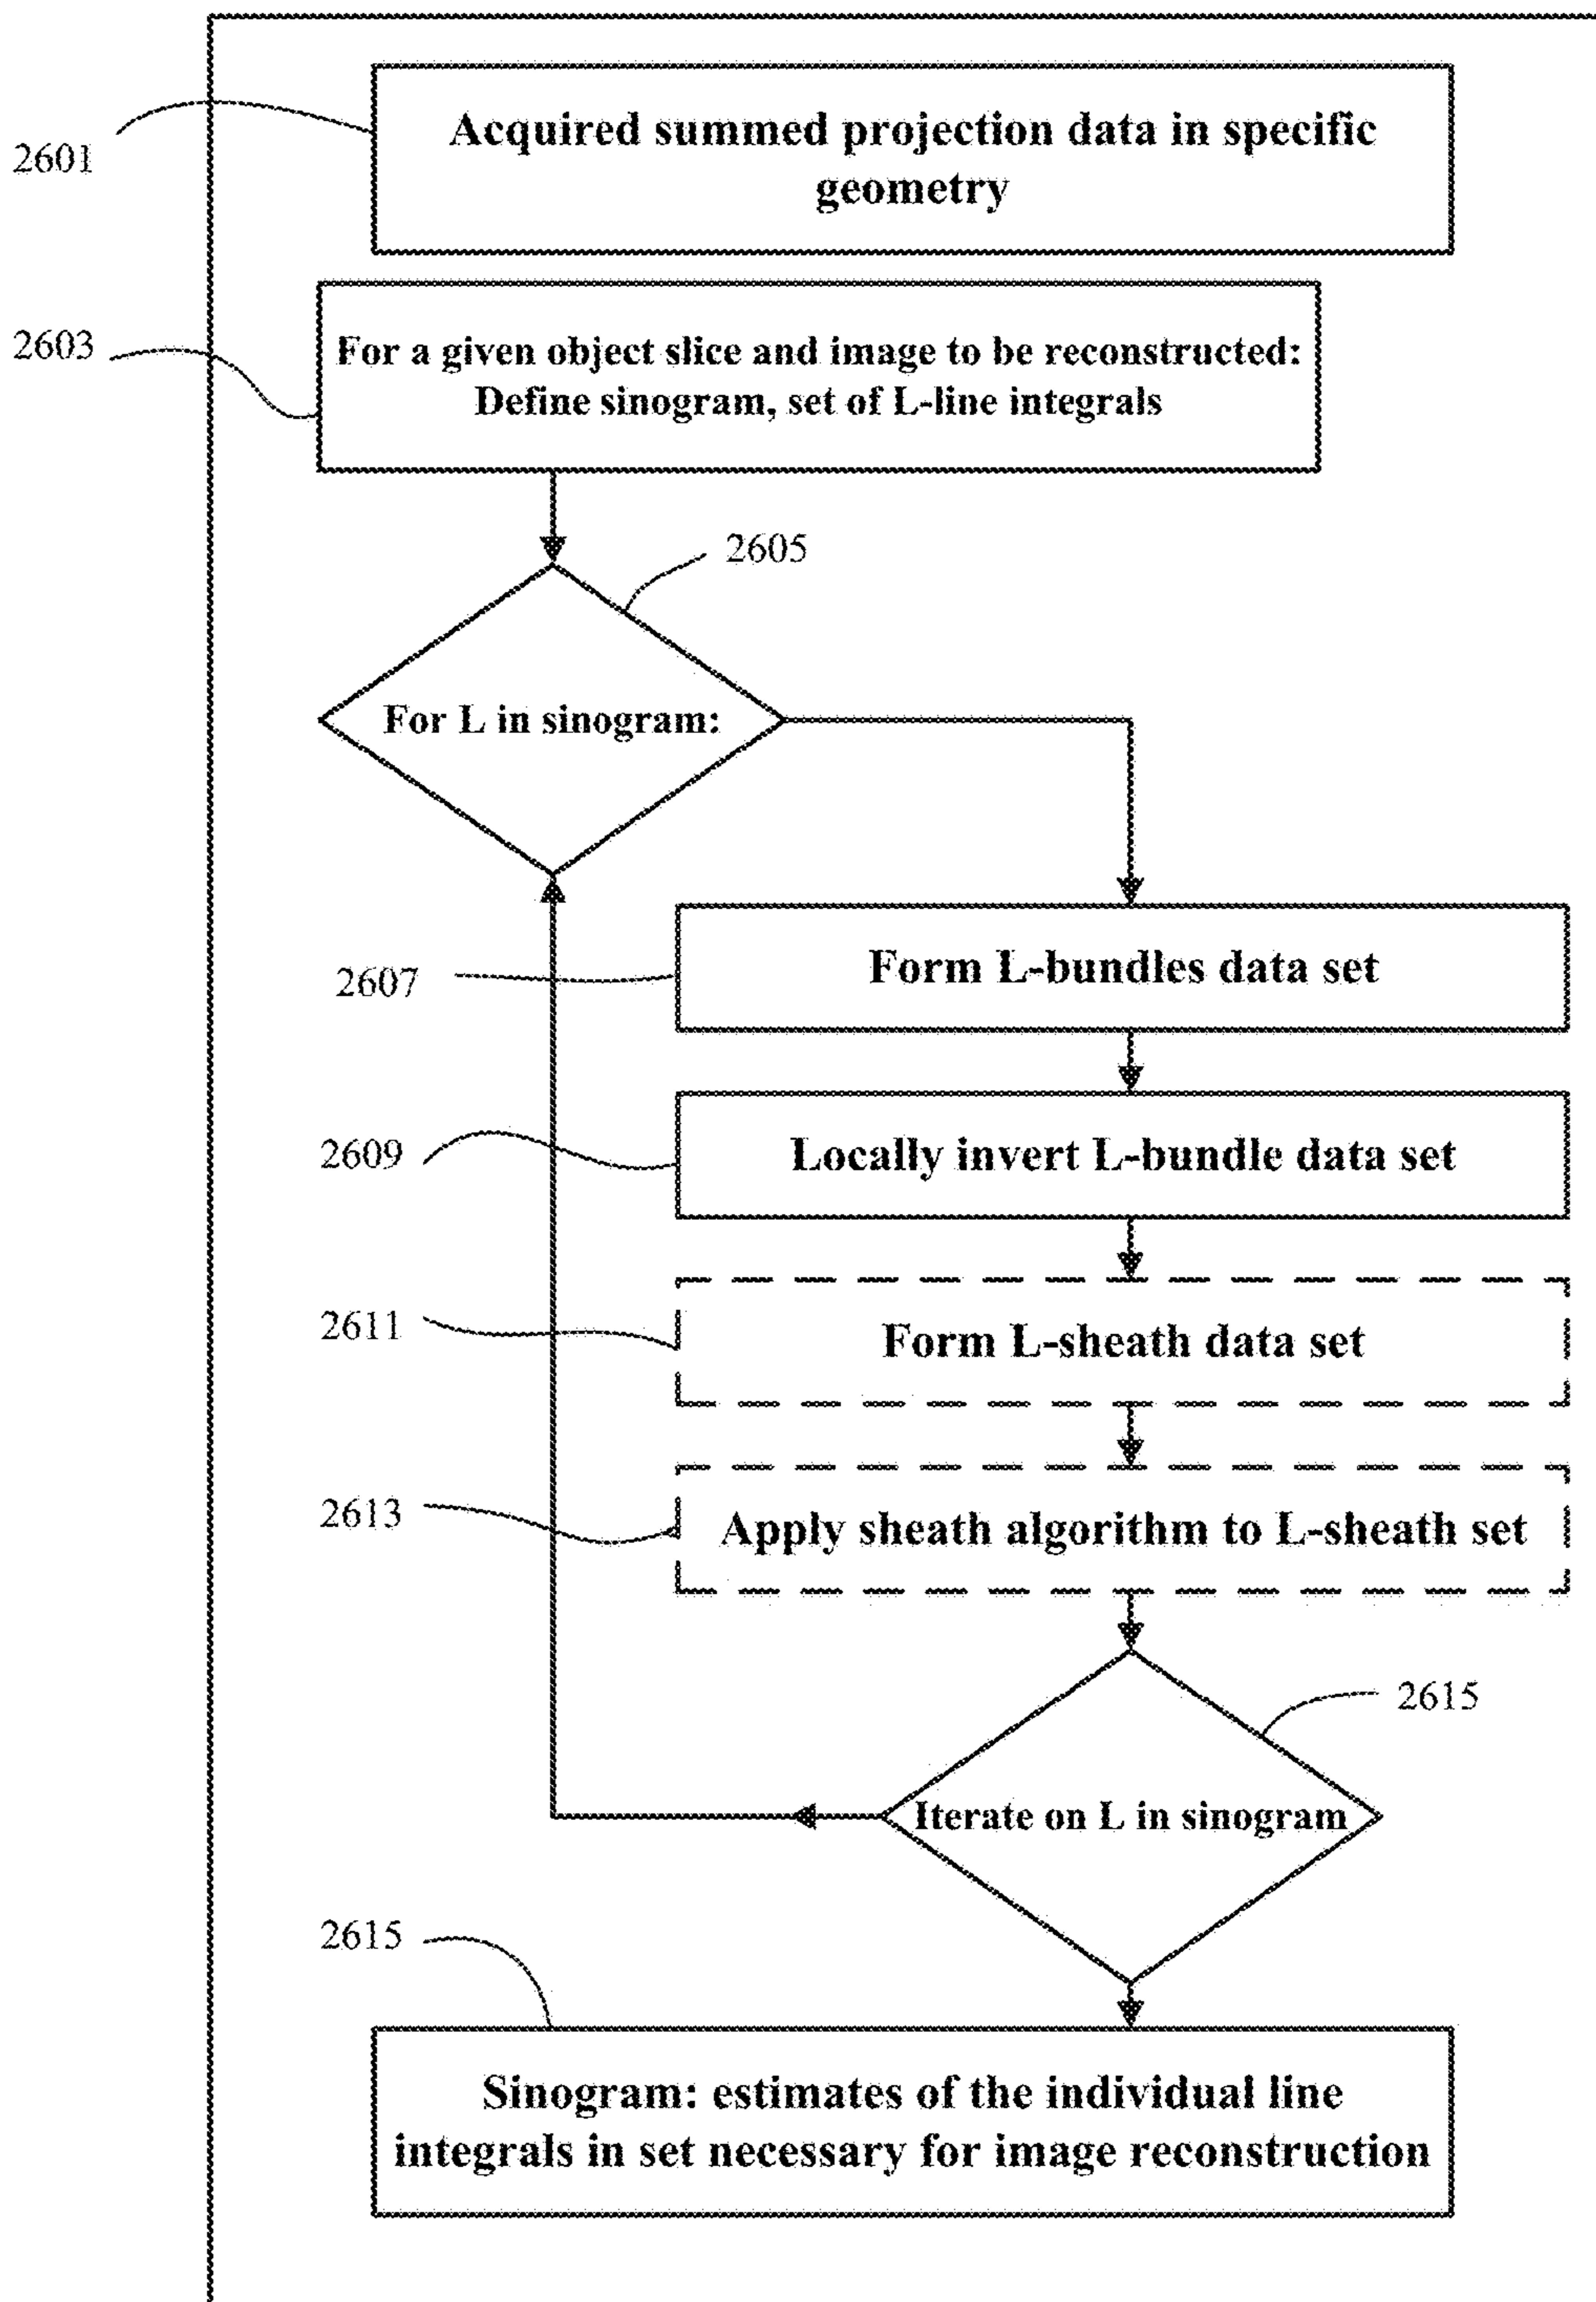 2601
Acquired summed projection data in specific
geometry
2603
For a given object slice and image to be reconstructed:
Define sinogram, set of L-line integrals
2605
For L in sinogram:
2607
Form L-bundles data set
2609
Locally invert L-bundle data set
2611
Form L-sheath data set
2613
Apply sheath algorithm to L-sheath set
2615
Iterate on L in sinogram
2615
Sinogram: estimates of the individual line
integrals in set necessary for image reconstruction